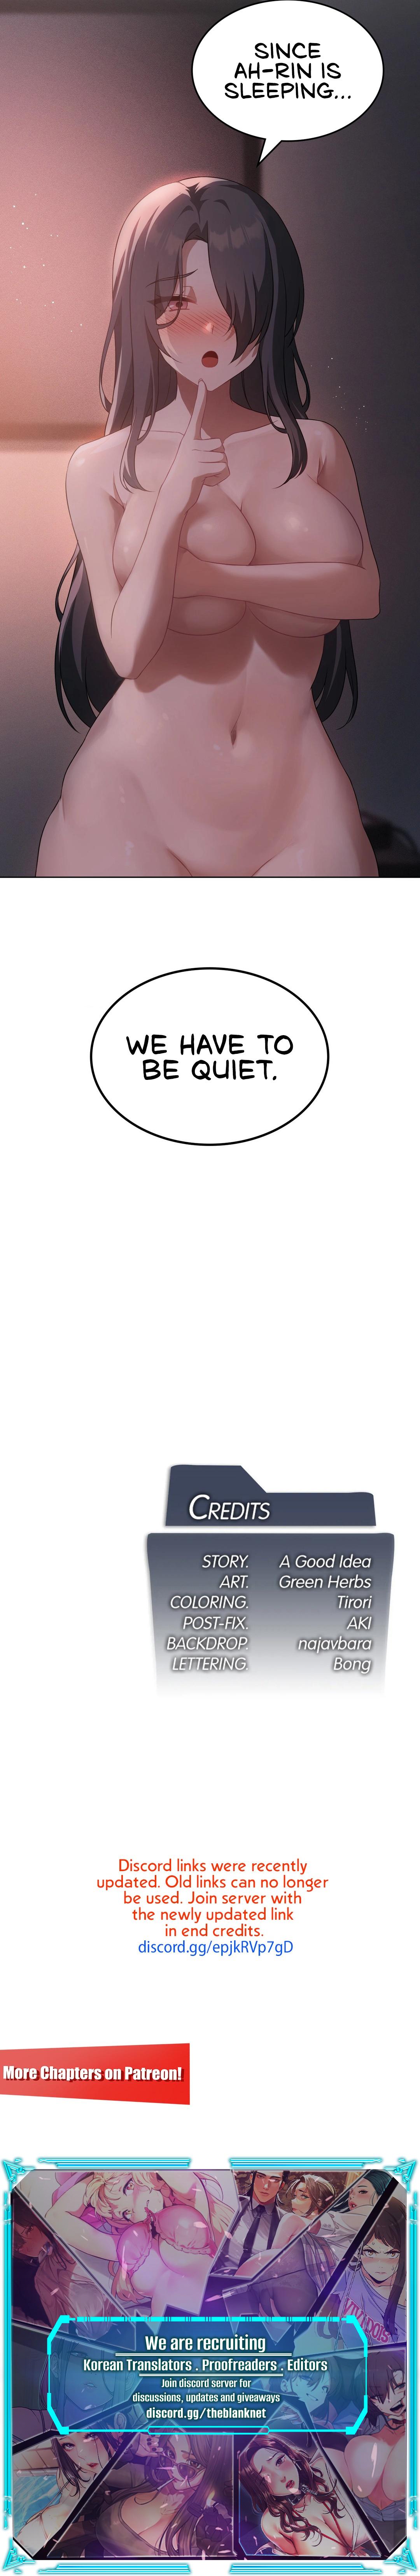 SINCE
AH-RIN IS
SLEEPING...
WE HAVE TO
BE QUIET.
CREDITS
STORY. A Good Idea
ART. Green Herbs
COLORING. Tirori
POST-FIX. AKI
BACKDROP. najavbara
LETTERING. Bong
Discord links were recently
updated. Old links can no longer
be used. Join server with
the newly updated link
in end credits.
discord.gg/epjkRVp7gD
More Chapters on Patreon!
We are recruiting
Korean Translators . Proofreaders . Editors
Join discord server for
discussions, updates and giveaways
discord.gg/theblanknet